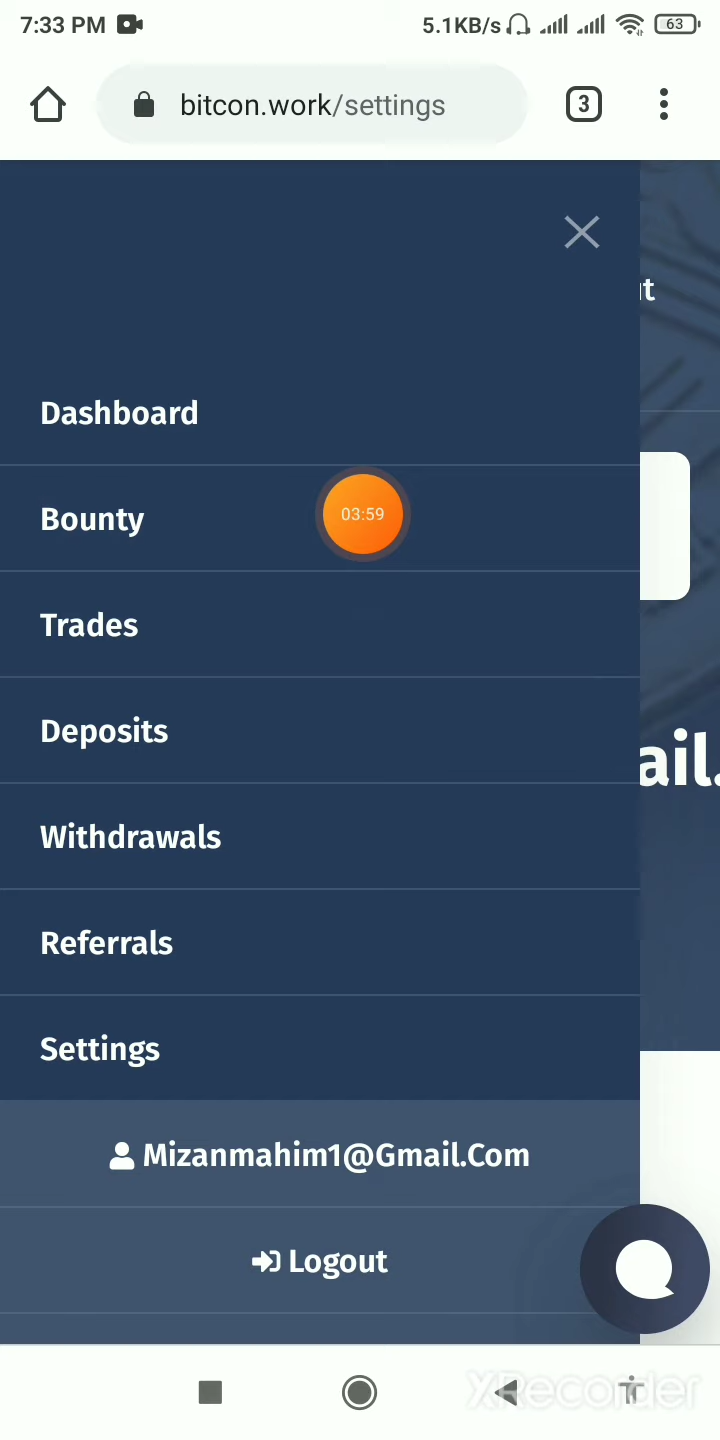 7:33 PM
5.1KB/s
63
bitcon.work/settings
3
Dashboard
Bounty
03:59
Trades
Deposits
ail.
Withdrawals
Referrals
Settings
Mizanmahim1@Gmail.Com
Logout
XRecorder